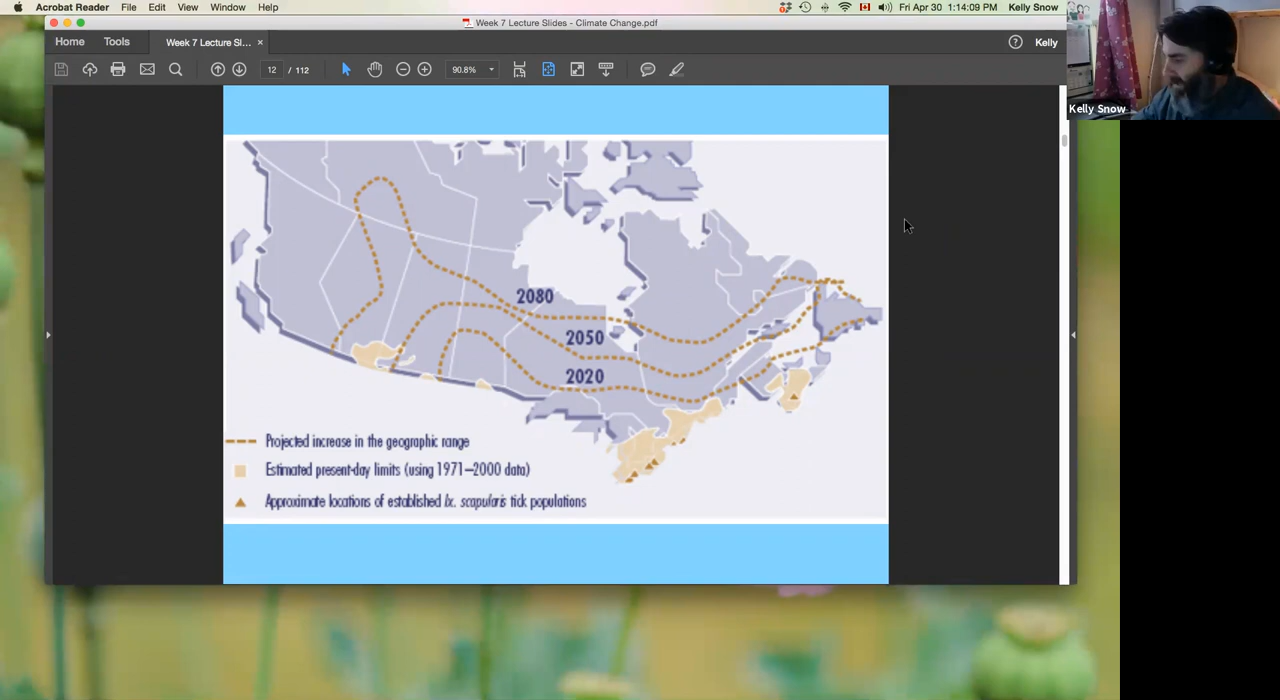 Acrobat Reader File Edit View Window Help Fri Apr 30 1:14:09 PM Kelly Snow
Week 7 Lecture Slides - Climate Change.pdf
Home Tools Week 7 Lecture Sl... × Kelly
12 / 112 90.8%
Kelly Snow
2080
2050
2020
Projected increase in the geographic range
Estimated present-day limits (using 1971–2000 data)
Approximate locations of established Ix. scapularis tick populations